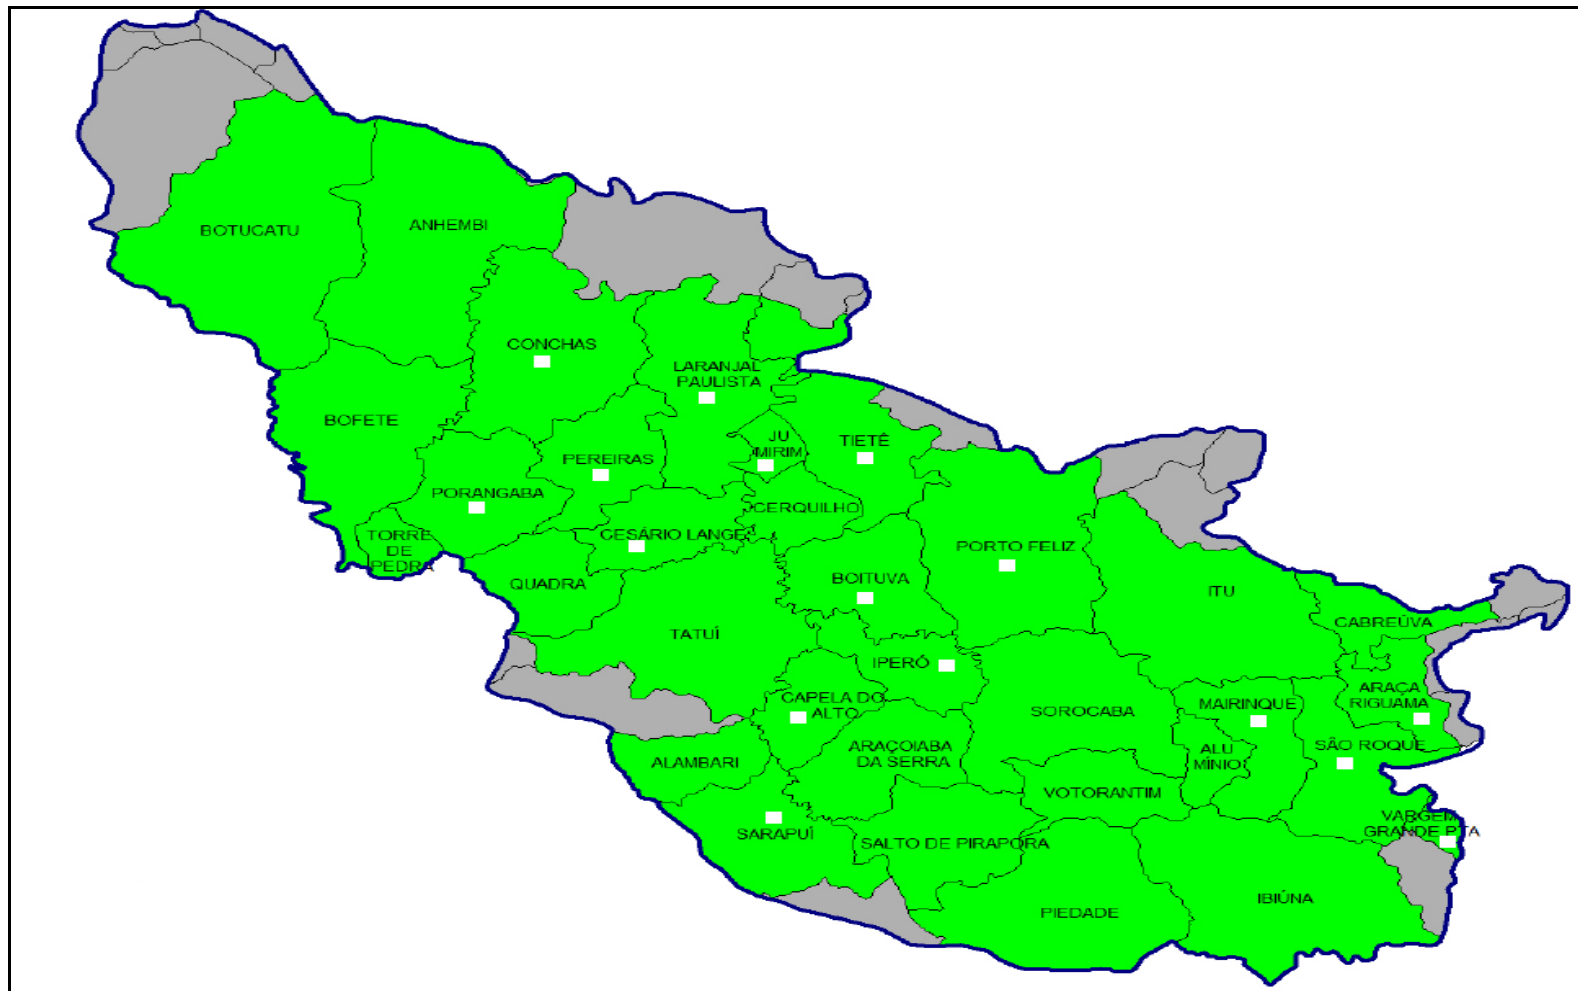 BOTUCATU
ANHEMBI
CONCHAS
LARANJAL
PAULISTA
BOFETE
JU
MIRIM
TIETÊ
PEREIRAS
PORANGABA
CERQUILHO
TORRE
DE
PEDRA
CESÁRIO LANGE
PORTO FELIZ
QUADRA
BOITUVA
ITU
CABREÚVA
TATUÍ
IPERÓ
CAPELA DO
ALTO
SOROCABA
MAIRINQUE
ARAÇA
RIGUAMA
ALAMBARI
ARAÇOIABA
DA SERRA
ALU
MÍNIO
SÃO ROQUE
VOTORANTIM
SARAPUÍ
SALTO DE PIRAPORA
VARGEM
GRANDE PTA
PIEDADE
IBIÚNA